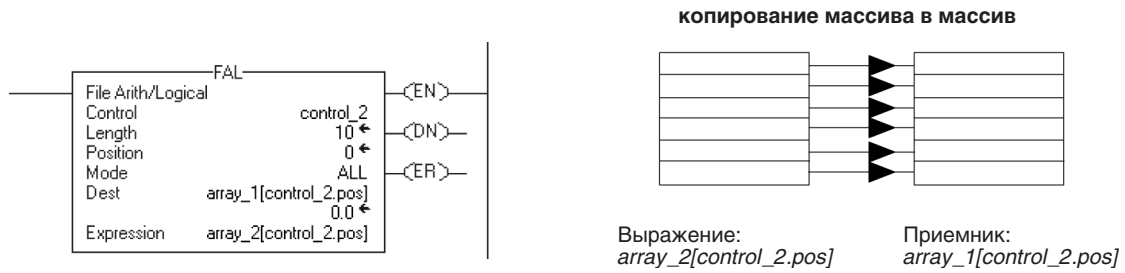 копирование массива в массив
FAL
File Arith/Logical
Control control_2
Length 10
Position 0
Mode ALL
Dest array_1[control_2.pos]
0.0
Expression array_2[control_2.pos]
(EN)
(DN)
(ER)
Выражение:
array_2[control_2.pos]
Приемник:
array_1[control_2.pos]